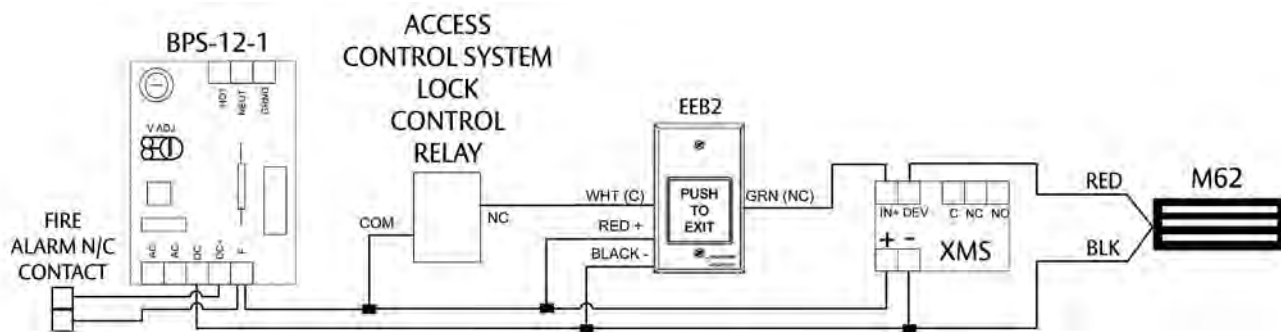 BPS-12-1
HOT
NEUT
GRND
V ADJ
AC
AC
DC
DC+
F
FIRE
ALARM N/C
CONTACT
ACCESS
CONTROL SYSTEM
LOCK
CONTROL
RELAY
COM
NC
EEB2
WHT (C)
RED +
BLACK -
PUSH
TO
EXIT
GRN (NC)
IN+ DEV
C NC NO
+ -
XMS
RED
BLK
M62